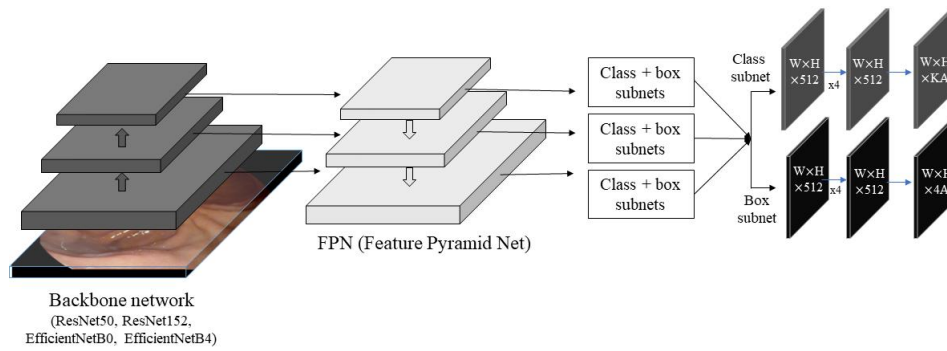 Backbone network
(ResNet50, ResNet152,
EfficientNetB0, EfficientNetB4)
FPN (Feature Pyramid Net)
Class + box
subnets
Class + box
subnets
Class + box
subnets
Class
subnet
W×H
×512
x4
W×H
×512
W×H
×KA
Box
subnet
W×H
×512
x4
W×H
×512
W×H
×4A